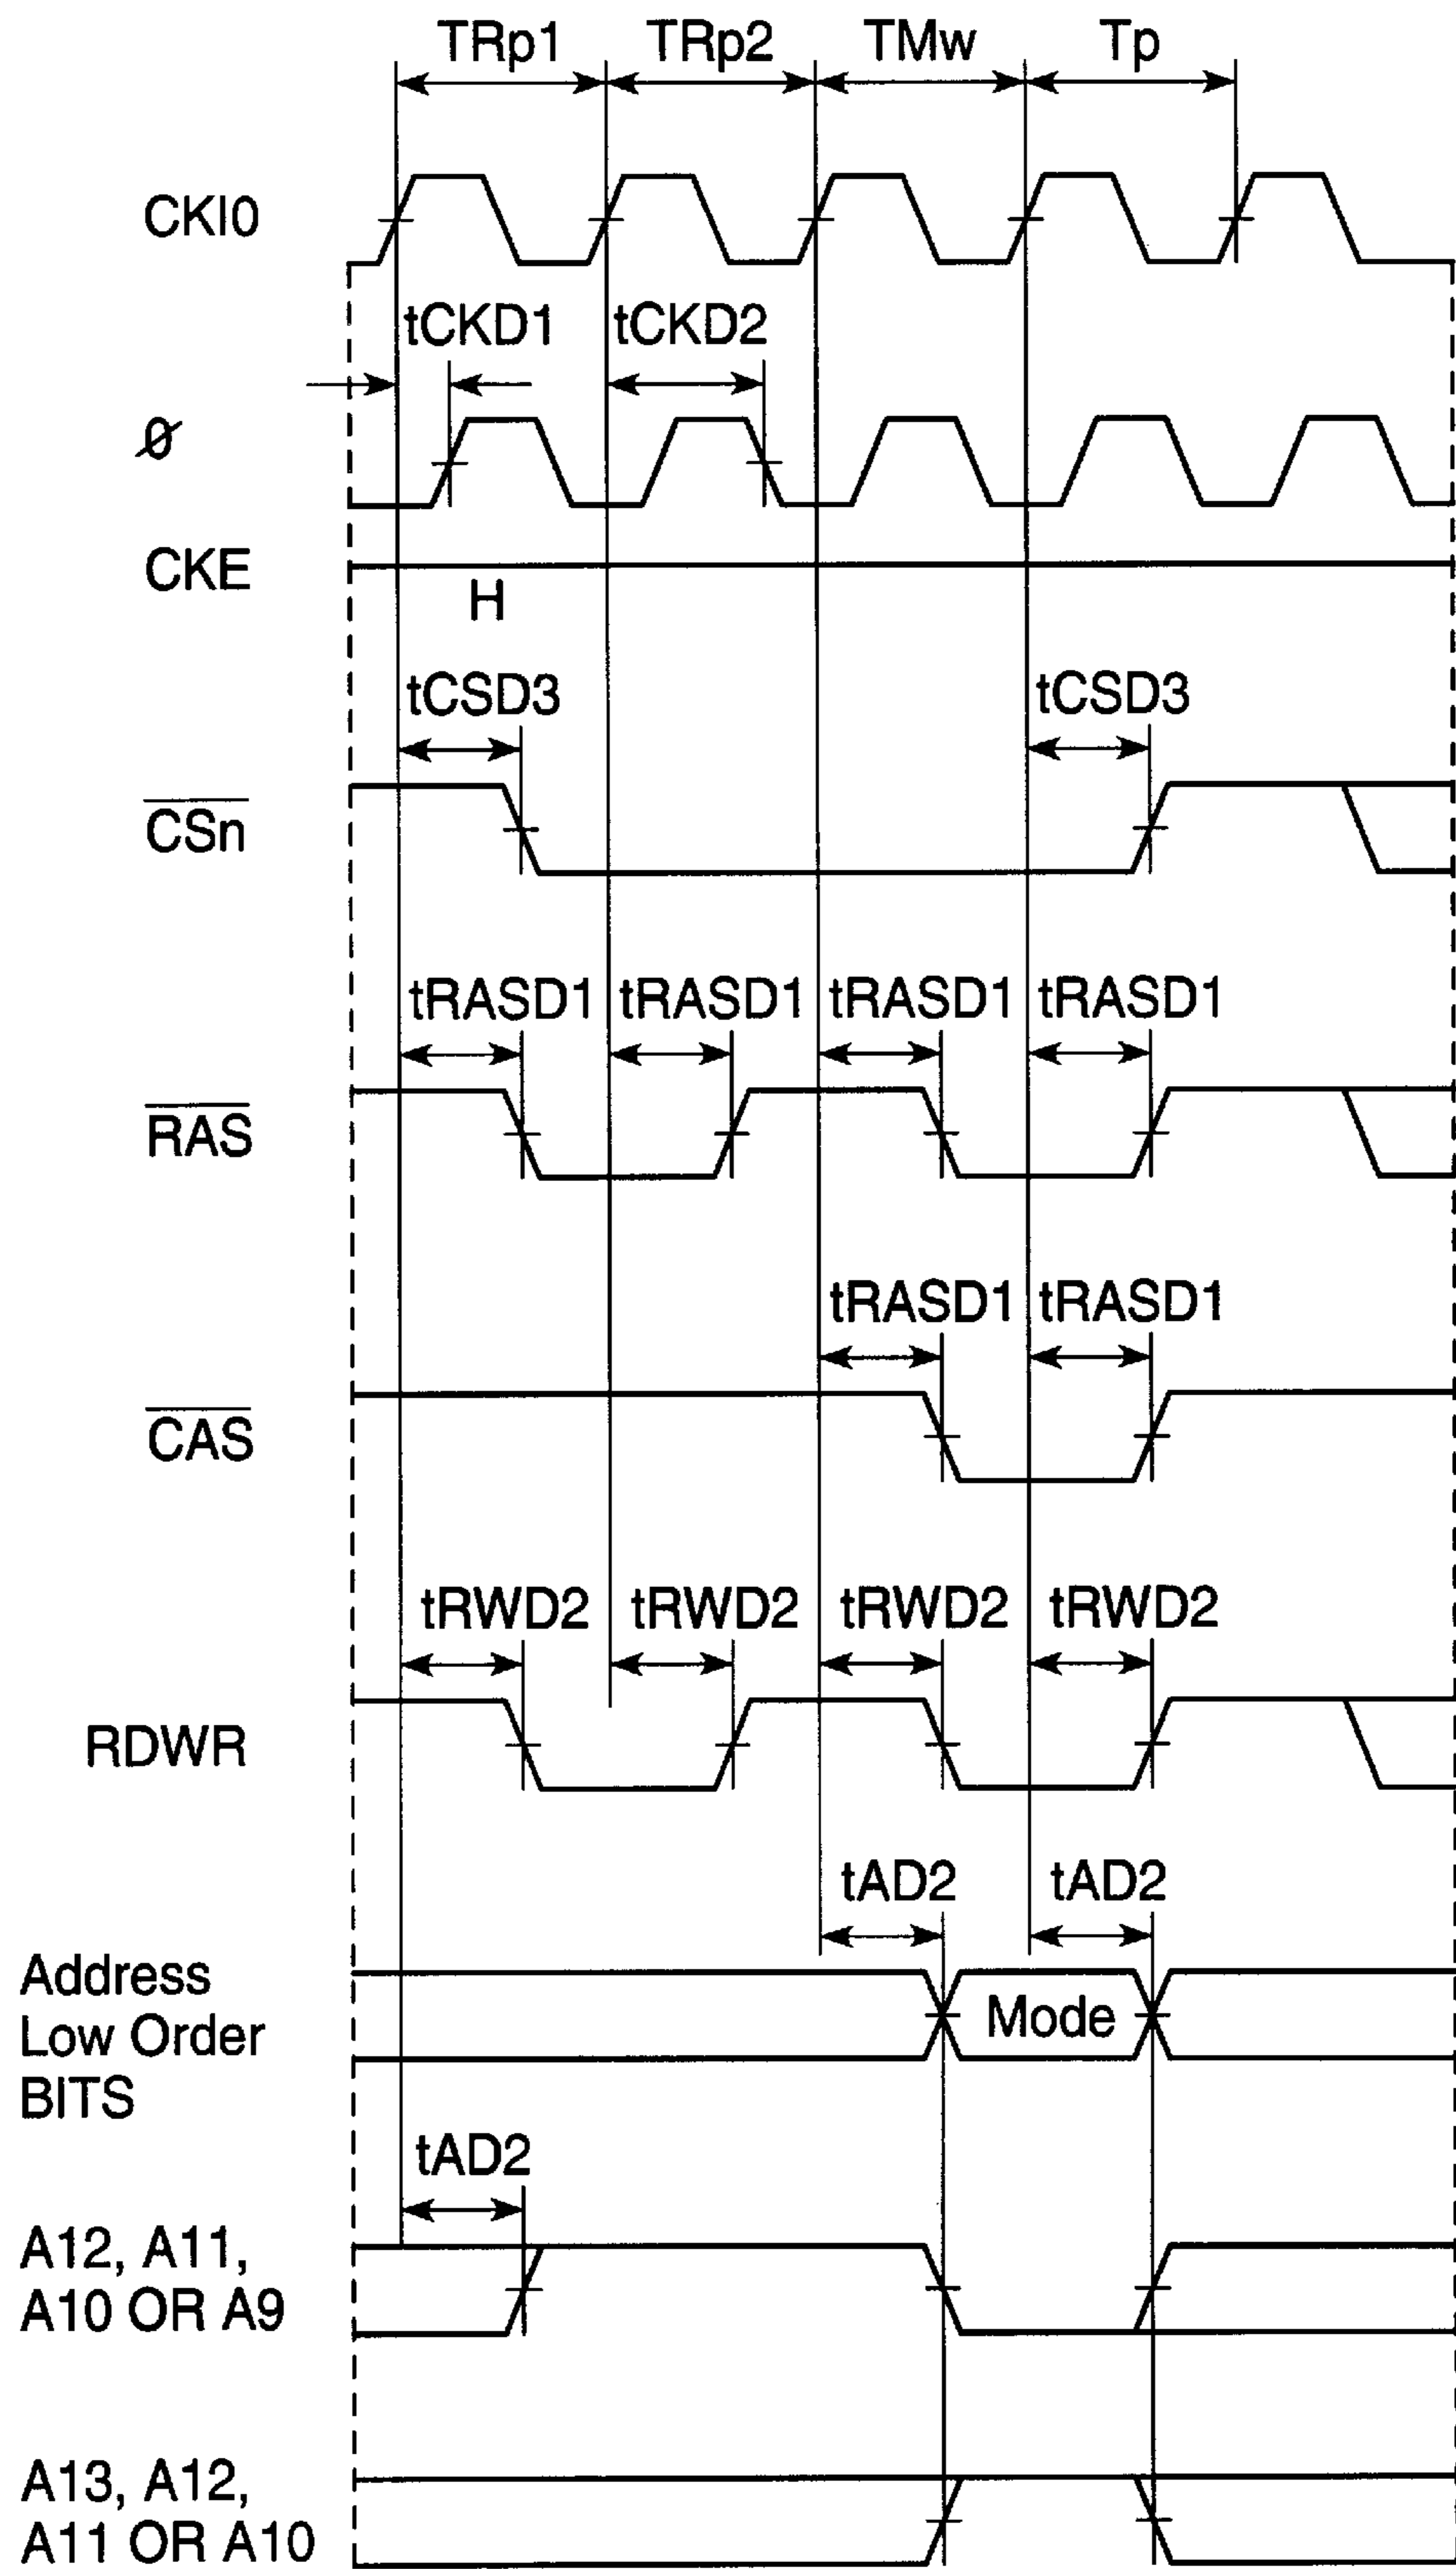 TRp1 TRp2 TMw Tp
CKI0
tCKD1 tCKD2
Ø
CKE
H
tCSD3 tCSD3
CSn
tRASD1 tRASD1 tRASD1 tRASD1
RAS
tRASD1 tRASD1
CAS
tRWD2 tRWD2 tRWD2 tRWD2
RDWR
tAD2 tAD2
Address
Low Order
BITS
Mode
tAD2
A12, A11,
A10 OR A9
A13, A12,
A11 OR A10